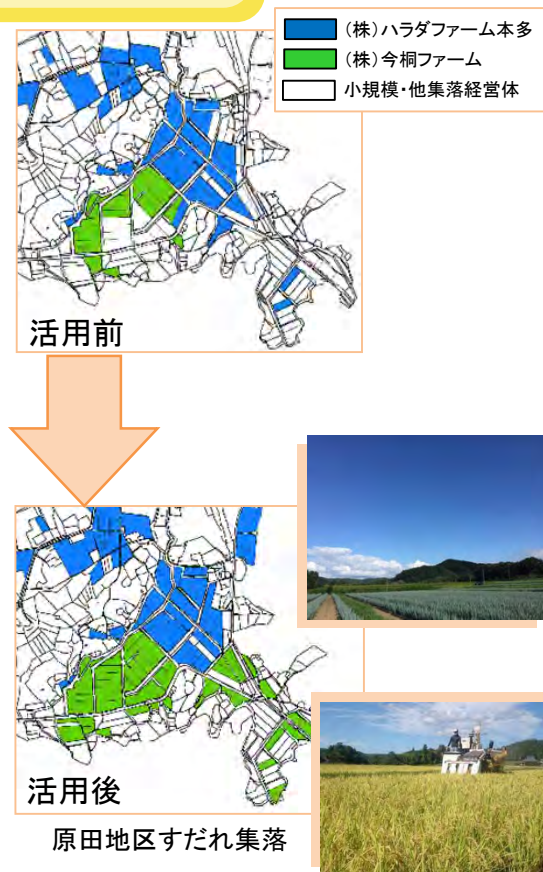 (株)ハラダファーム本多
(株)今桐ファーム
小規模・他集落経営体
活用前
活用後
原田地区すだれ集落